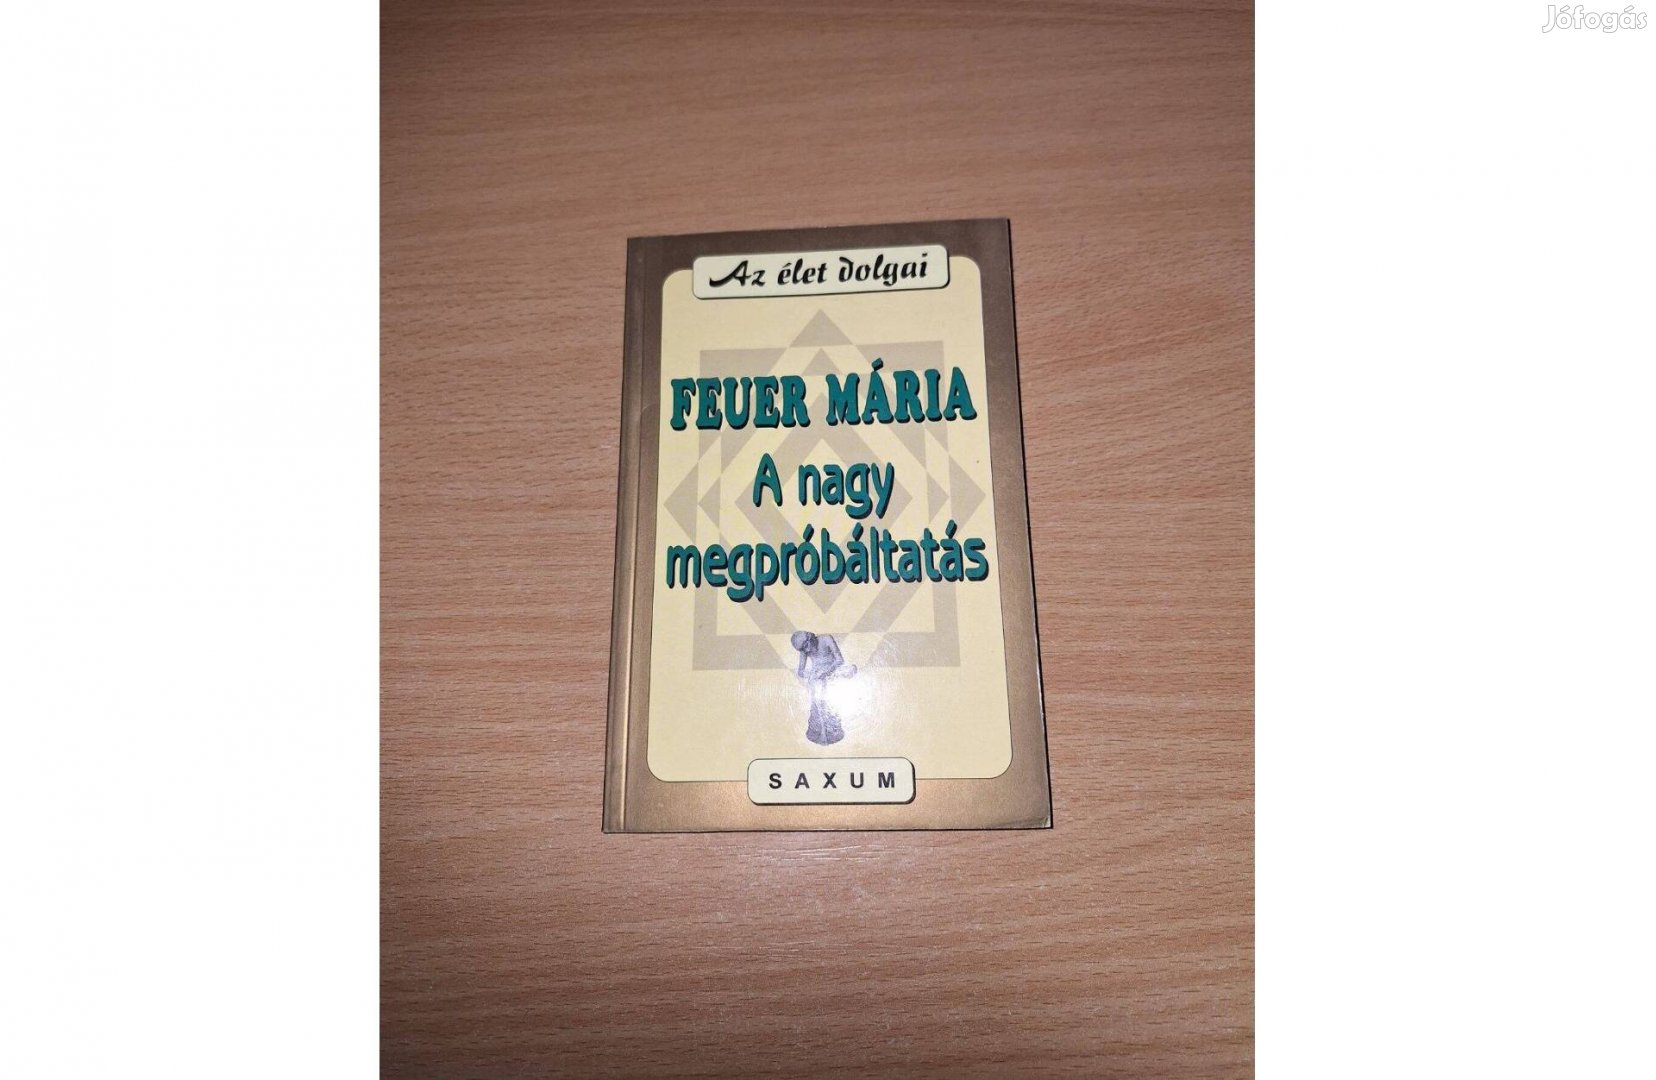 Jófogás
Az élet dolgai
FEUER MÁRIA
A nagy
megpróbáltatás
SAXUM